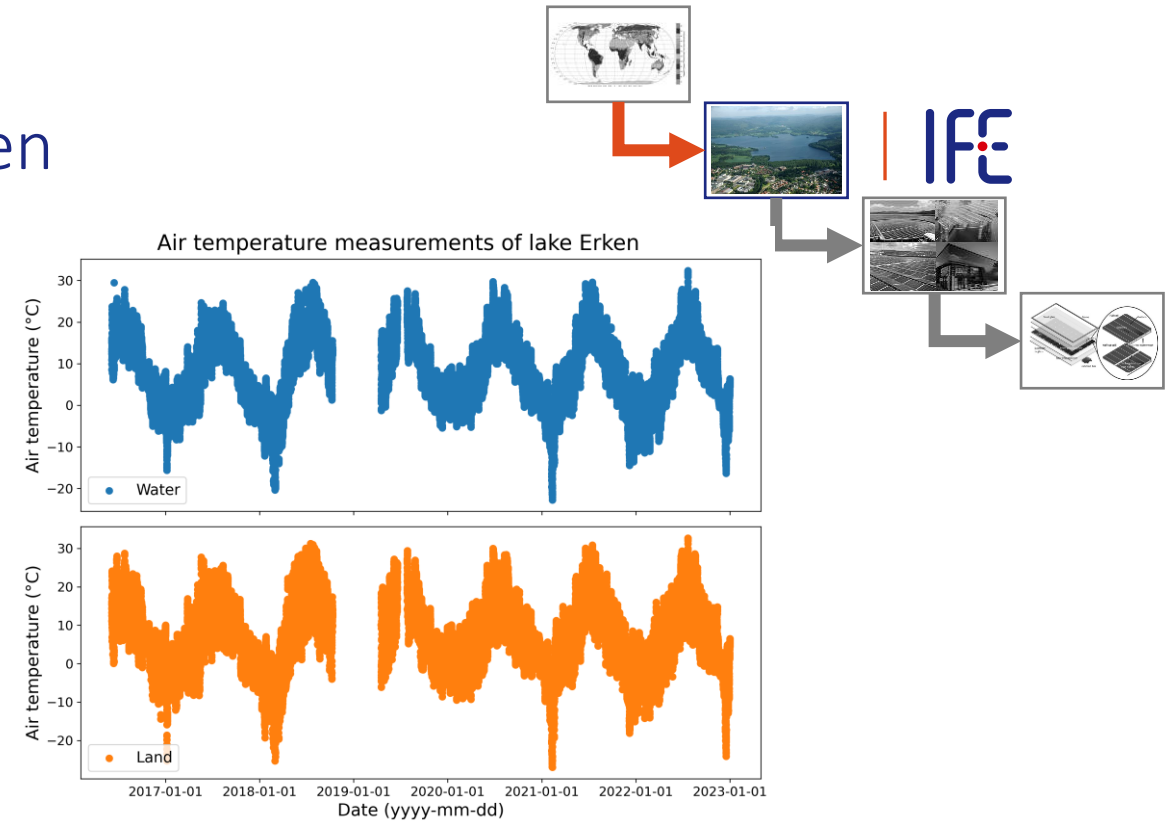 en
IFE
Air temperature measurements of lake Erken
Air temperature (°C)
30
20
10
0
−10
−20
Water
Air temperature (°C)
30
20
10
0
−10
−20
Land
2017-01-01 2018-01-01 2019-01-01 2020-01-01 2021-01-01 2022-01-01 2023-01-01
Date (yyyy-mm-dd)